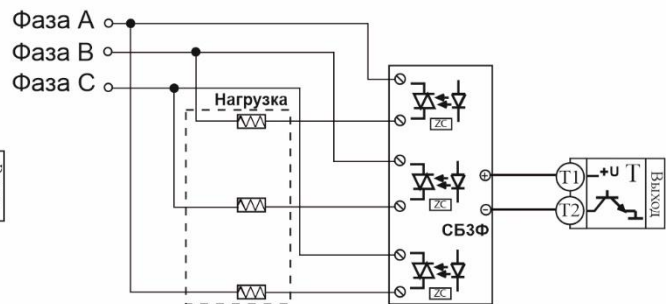 Фаза А
Фаза В
Фаза С
Нагрузка
ZC
ZC
ZC
СБ3Ф
T1
T2
+U T
Выход